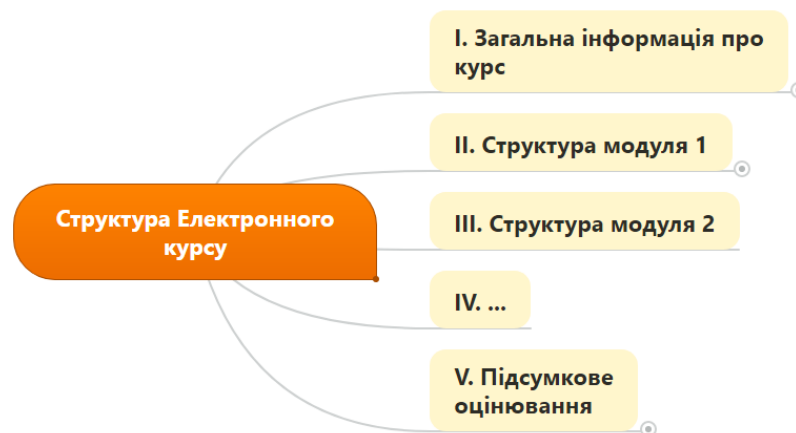 I. Загальна інформація про
курс
II. Структура модуля 1
Структура Електронного
курсу
III. Структура модуля 2
IV. ...
V. Підсумкове
оцінювання